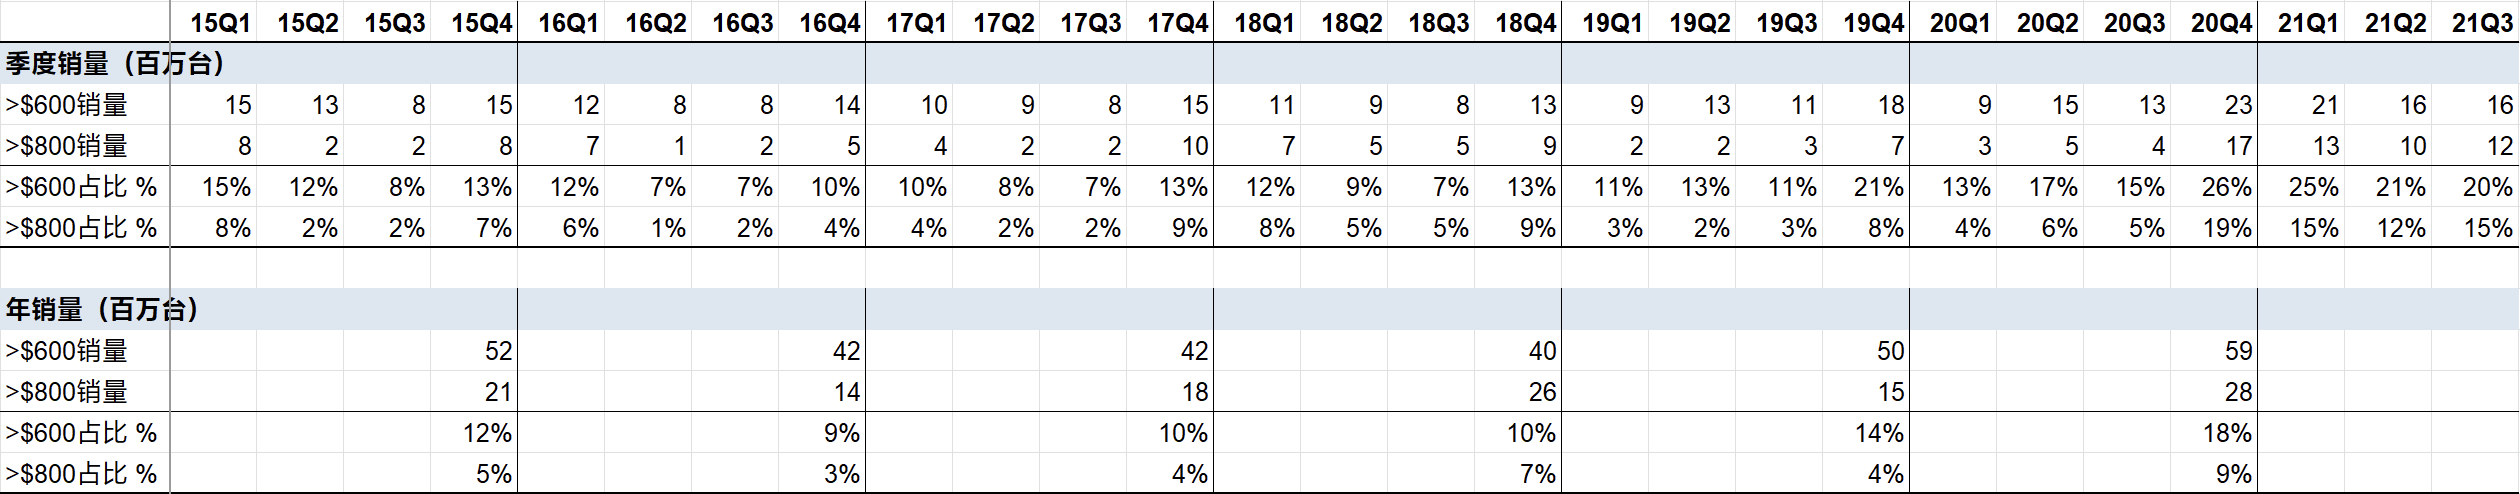 15Q1 15Q2 15Q3 15Q4 16Q1 16Q2 16Q3 16Q4 17Q1 17Q2 17Q3 17Q4 18Q1 18Q2 18Q3 18Q4 19Q1 19Q2 19Q3 19Q4 20Q1 20Q2 20Q3 20Q4 21Q1 21Q2 21Q3
季度销量（百万台）
>$600销量 15 13 8 15 12 8 8 14 10 9 8 15 11 9 8 13 9 13 11 18 9 15 13 23 21 16 16
>$800销量 8 2 2 8 7 1 2 5 4 2 2 10 7 5 5 9 2 2 3 7 3 5 4 17 13 10 12
>$600占比 % 15% 12% 8% 13% 12% 7% 7% 10% 10% 8% 7% 13% 12% 9% 7% 13% 11% 13% 11% 21% 13% 17% 15% 26% 25% 21% 20%
>$800占比 % 8% 2% 2% 7% 6% 1% 2% 4% 4% 2% 2% 9% 8% 5% 5% 9% 3% 2% 3% 8% 4% 6% 5% 19% 15% 12% 15%
年销量（百万台）
>$600销量 52 42 42 40 50 59
>$800销量 21 14 18 26 15 28
>$600占比 % 12% 9% 10% 10% 14% 18%
>$800占比 % 5% 3% 4% 7% 4% 9%